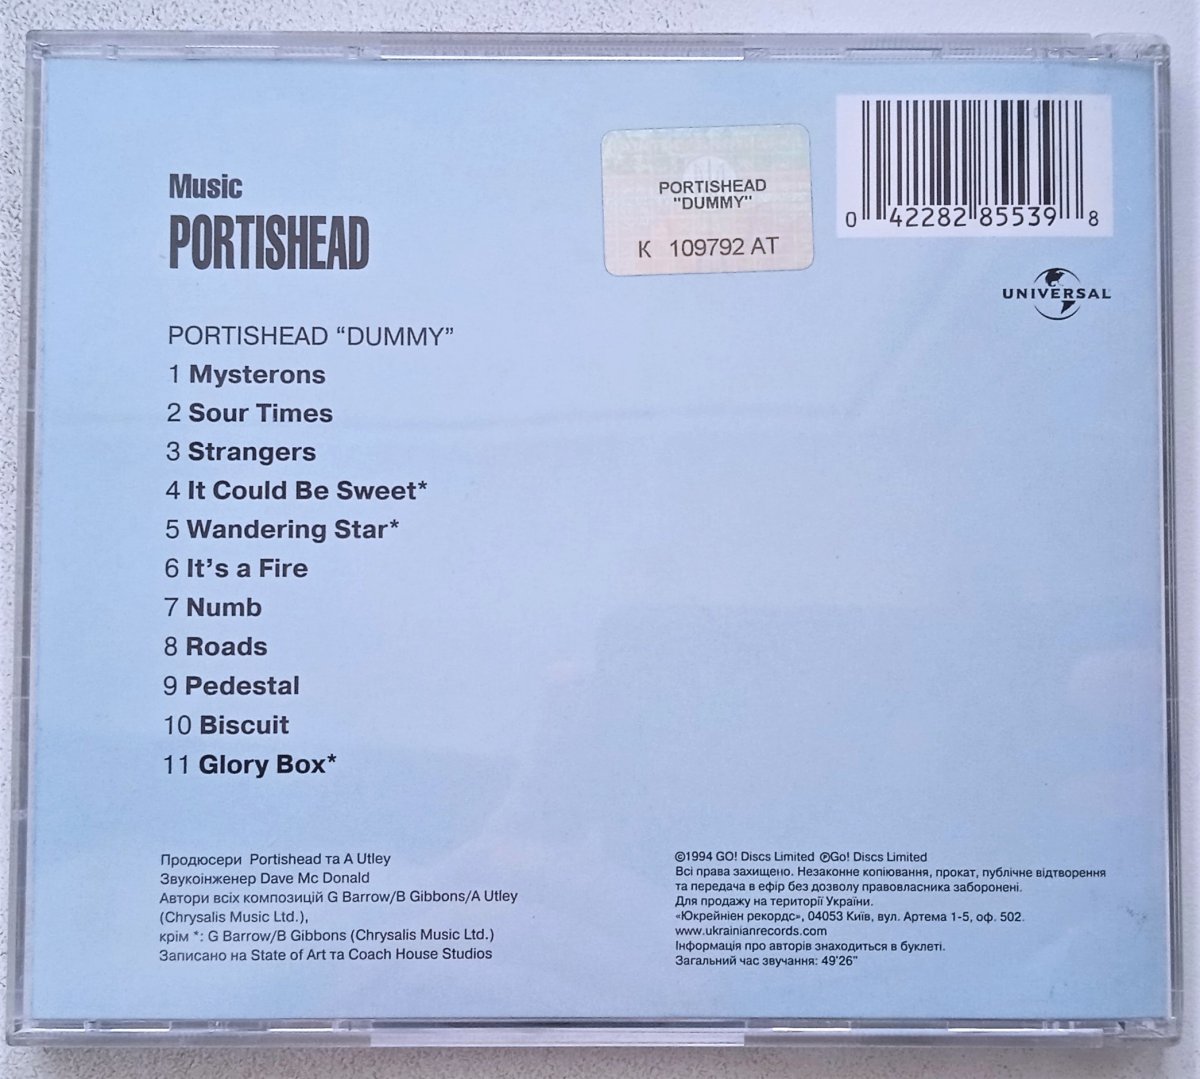 Music
PORTISHEAD
PORTISHEAD
"DUMMY"
К 109792 АТ
0 42282 85539 8
UNIVERSAL
PORTISHEAD “DUMMY”
1 Mysterons
2 Sour Times
3 Strangers
4 It Could Be Sweet*
5 Wandering Star*
6 It’s a Fire
7 Numb
8 Roads
9 Pedestal
10 Biscuit
11 Glory Box*
Продюсери Portishead та A Utley
Звукоінженер Dave Mc Donald
Автори всіх композицій G Barrow/B Gibbons/A Utley
(Chrysalis Music Ltd.),
крім *: G Barrow/B Gibbons (Chrysalis Music Ltd.)
Записано на State of Art та Coach House Studios
©1994 GO! Discs Limited ℗Go! Discs Limited
Всі права захищено. Незаконне копіювання, прокат, публічне відтворення
та передача в ефір без дозволу правовласника заборонені.
Для продажу на території України.
«Юкрейніен рекордс», 04053 Київ, вул. Артема 1-5, оф. 502.
www.ukrainianrecords.com
Інформація про авторів знаходиться в буклеті.
Загальний час звучання: 49'26"